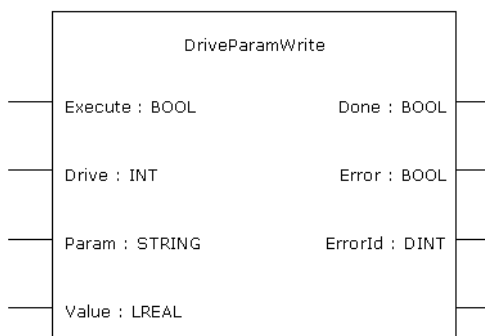 DriveParamWrite
Execute : BOOL Done : BOOL
Drive : INT Error : BOOL
Param : STRING ErrorId : DINT
Value : LREAL